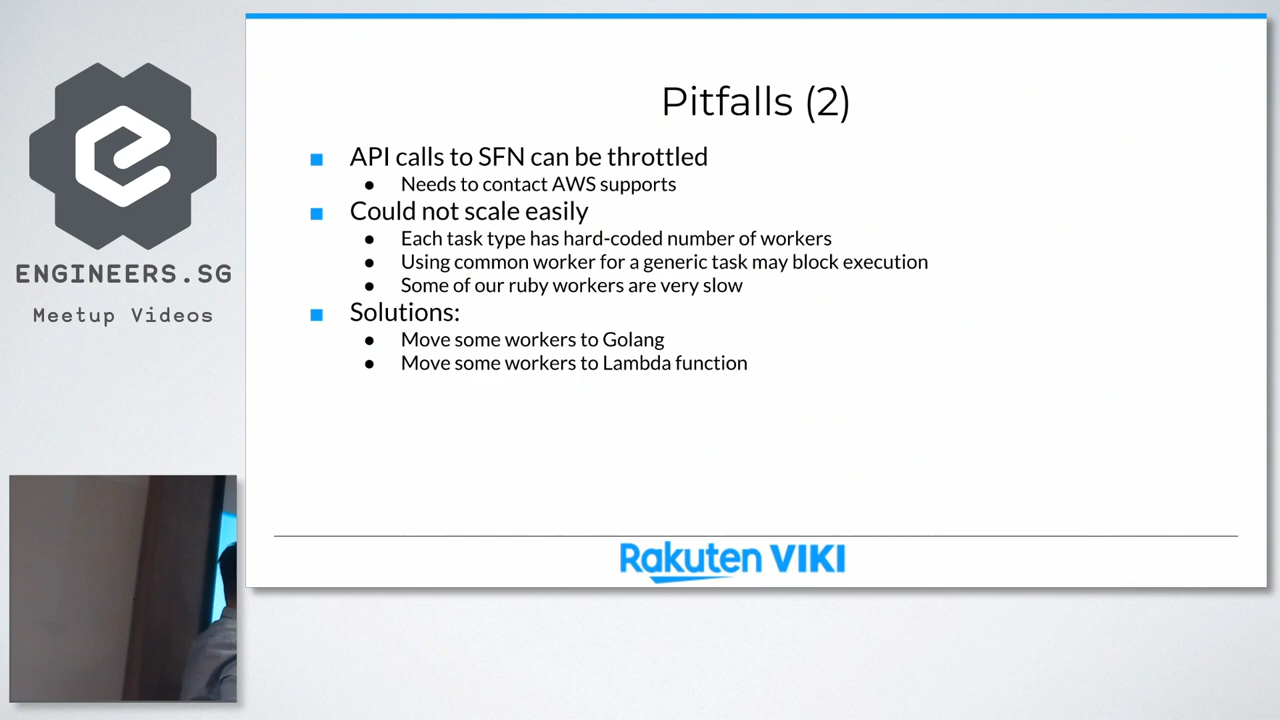 ENGINEERS.SG
Meetup Videos
Pitfalls (2)
API calls to SFN can be throttled
Needs to contact AWS supports
Could not scale easily
Each task type has hard-coded number of workers
Using common worker for a generic task may block execution
Some of our ruby workers are very slow
Solutions:
Move some workers to Golang
Move some workers to Lambda function
Rakuten VIKI